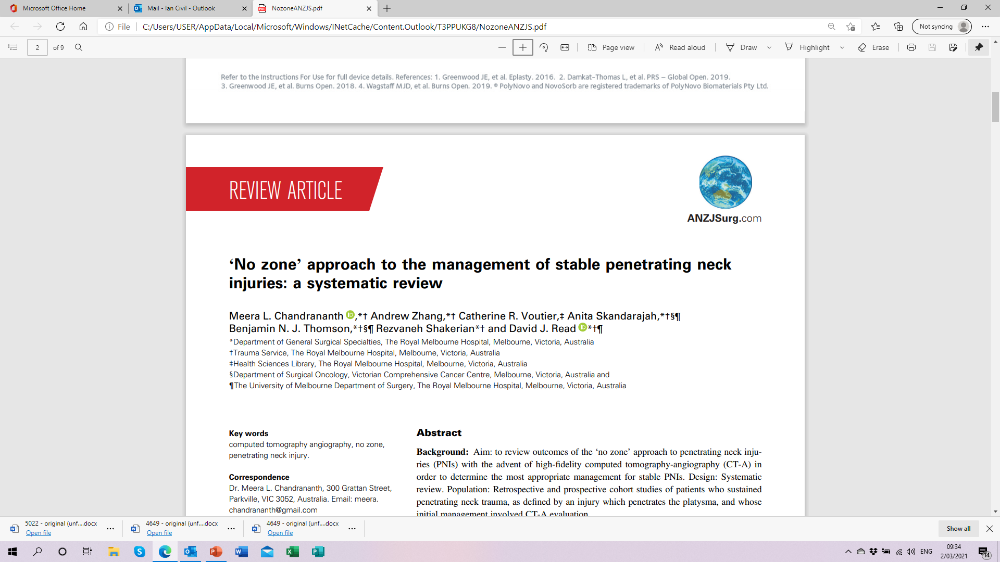 Microsoft Office Home
Mail - Ian Civil - Outlook
NozoneANZJS.pdf
File
C:/Users/USER/AppData/Local/Microsoft/Windows/INetCache/Content.Outlook/T3PPUKG8/NozoneANZJS.pdf
Not syncing
2 of 9
Page view
Read aloud
Draw
Highlight
Erase
Refer to the Instructions For Use for full device details. References: 1. Greenwood JE, et al. Eplasty. 2016. 2. Damkat-Thomas L, et al. PRS – Global Open. 2019.
3. Greenwood JE, et al. Burns Open. 2018. 4. Wagstaff MJD, et al. Burns Open. 2019. ® PolyNovo and NovoSorb are registered trademarks of PolyNovo Biomaterials Pty Ltd.
REVIEW ARTICLE
ANZJSurg.com
‘No zone’ approach to the management of stable penetrating neck
injuries: a systematic review
Meera L. Chandrananth iD,*† Andrew Zhang,*† Catherine R. Voutier,‡ Anita Skandarajah,*†§¶
Benjamin N. J. Thomson,*†§¶ Rezvaneh Shakerian*† and David J. Read iD*†¶
*Department of General Surgical Specialties, The Royal Melbourne Hospital, Melbourne, Victoria, Australia
†Trauma Service, The Royal Melbourne Hospital, Melbourne, Victoria, Australia
‡Health Sciences Library, The Royal Melbourne Hospital, Melbourne, Victoria, Australia
§Department of Surgical Oncology, Victorian Comprehensive Cancer Centre, Melbourne, Victoria, Australia and
¶The University of Melbourne Department of Surgery, The Royal Melbourne Hospital, Melbourne, Victoria, Australia
Key words
computed tomography angiography, no zone,
penetrating neck injury.
Correspondence
Dr. Meera L. Chandrananth, 300 Grattan Street,
Parkville, VIC 3052, Australia. Email: meera.
chandrananth@gmail.com
Abstract
Background: Aim: to review outcomes of the ‘no zone’ approach to penetrating neck inju-
ries (PNIs) with the advent of high-fidelity computed tomography-angiography (CT-A) in
order to determine the most appropriate management for stable PNIs. Design: Systematic
review. Population: Retrospective and prospective cohort studies of patients who sustained
penetrating neck trauma, as defined by an injury which penetrates the platysma, and whose
initial management involved CT-A evaluation.
5022 - original (unf....docx
Open file
4649 - original (unf....docx
Open file
4649 - original (unf....docx
Open file
Show all
ENG
09:34
2/03/2021
14